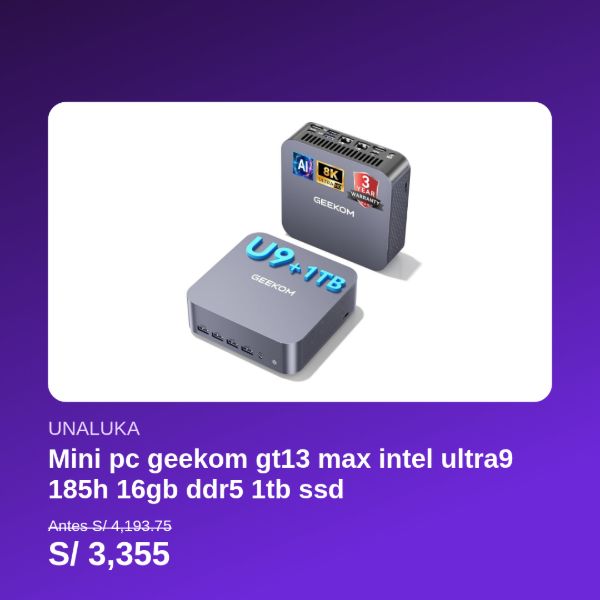 AI
8K
3
YEAR
WARRANTY
GEEKOM
U9+1TB
GEEKOM
UNALUKA
Mini pc geekom gt13 max intel ultra9
185h 16gb ddr5 1tb ssd
Antes S/ 4,193.75
S/ 3,355